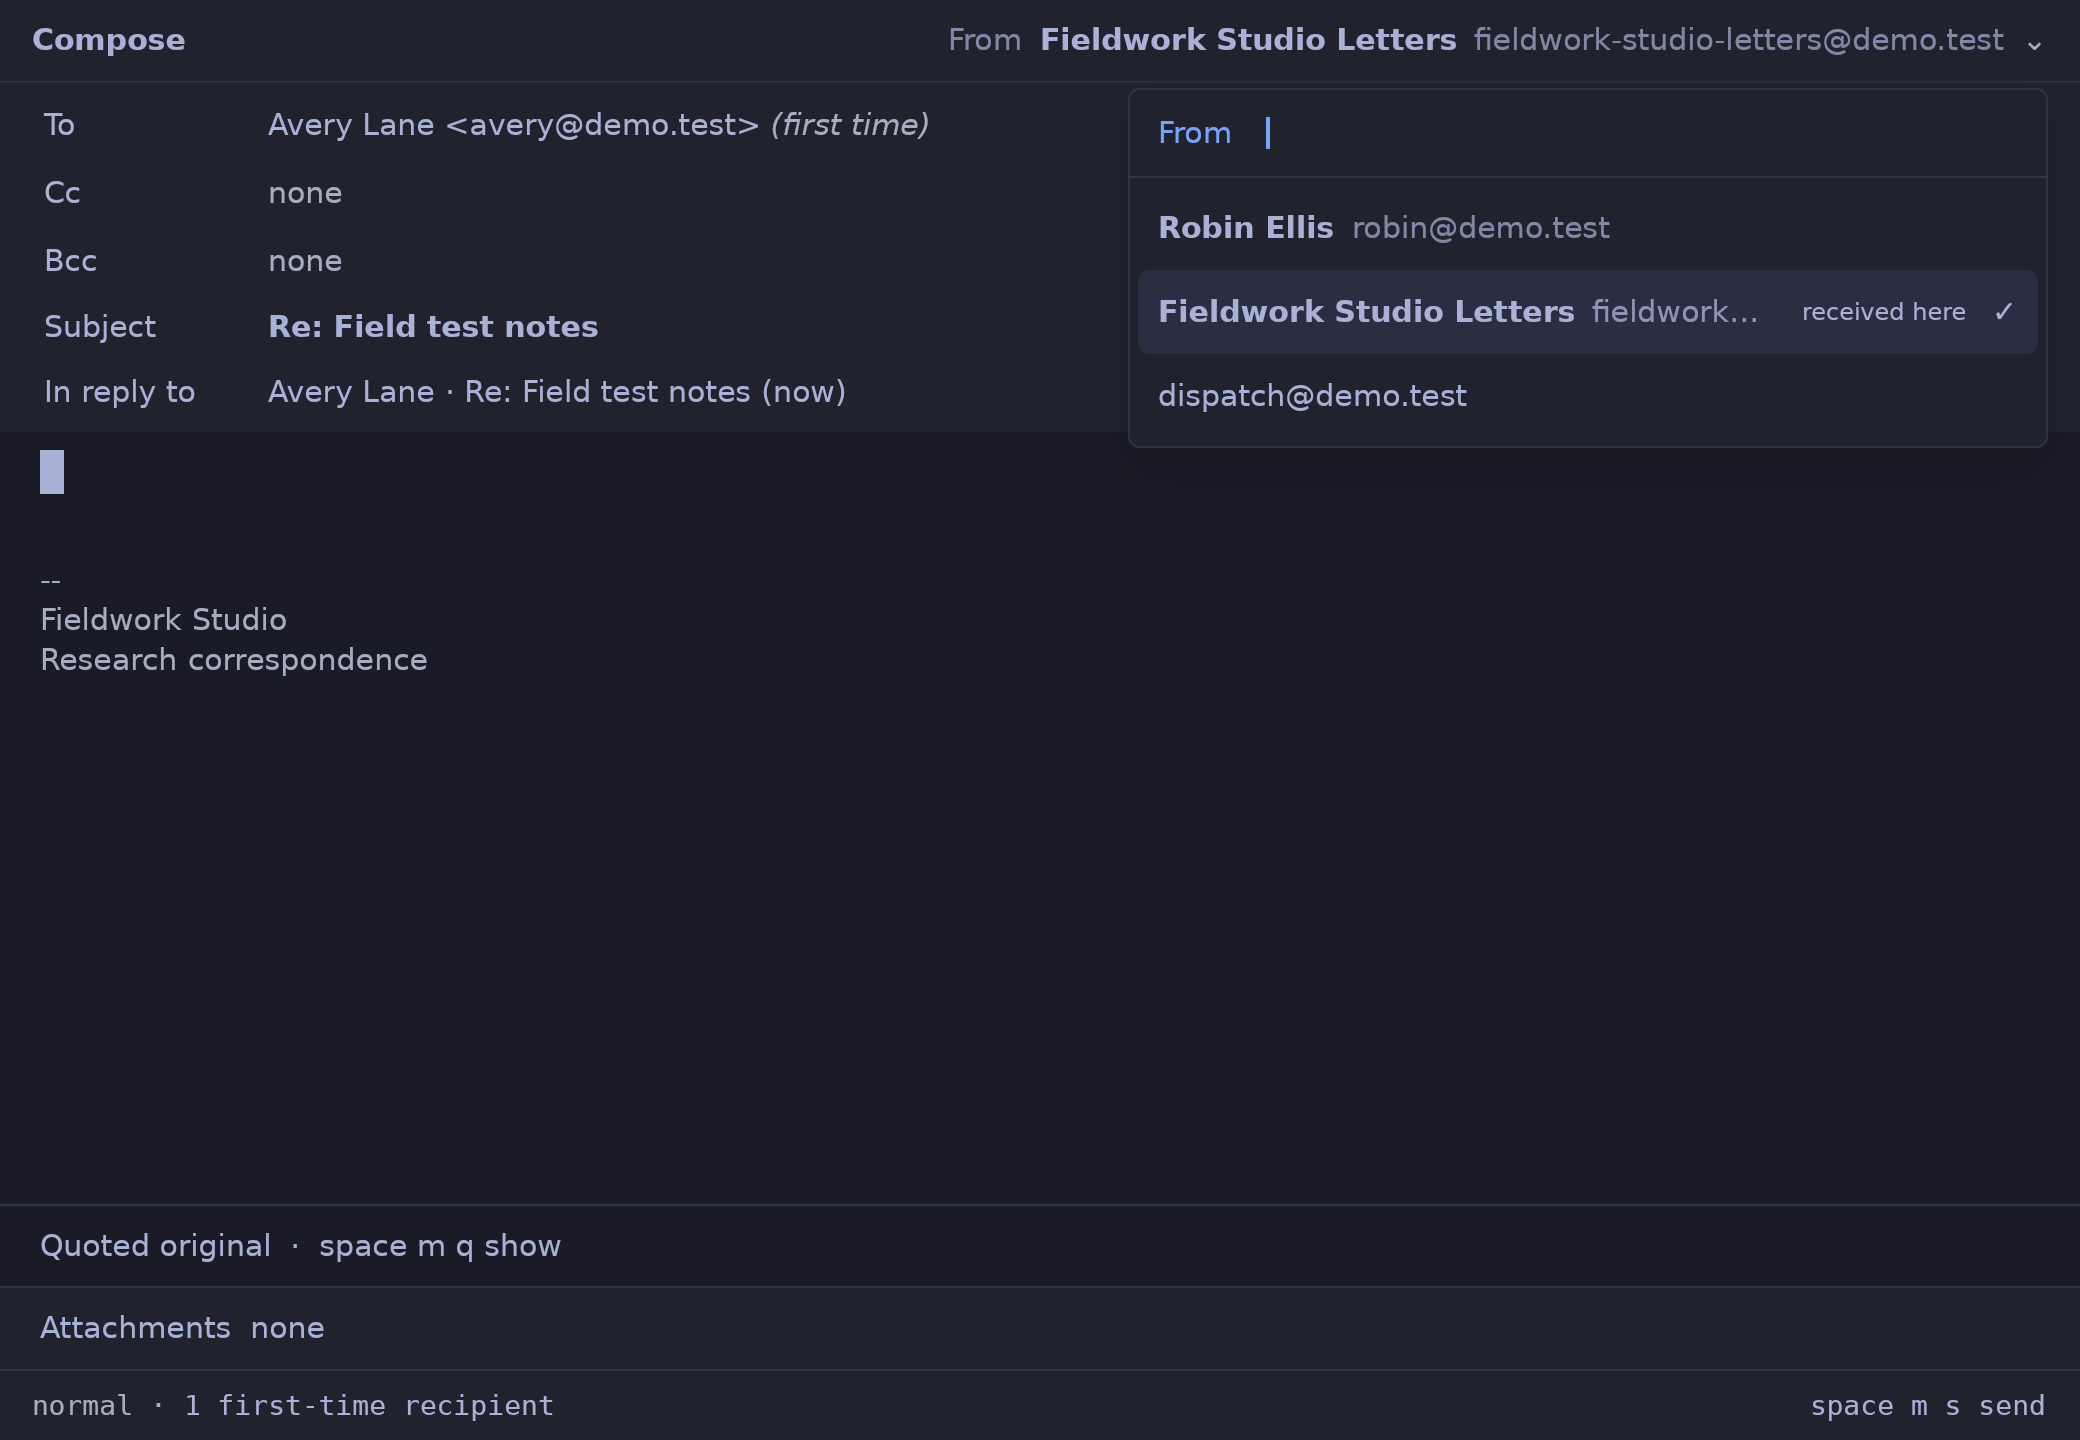 Compose
From Fieldwork Studio Letters fieldwork-studio-letters@demo.test
To Avery Lane <avery@demo.test> (first time)
Cc none
Bcc none
Subject Re: Field test notes
In reply to Avery Lane · Re: Field test notes (now)
From
Robin Ellis robin@demo.test
Fieldwork Studio Letters fieldwork... received here ✓
dispatch@demo.test
--
Fieldwork Studio
Research correspondence
Quoted original · space m q show
Attachments none
normal · 1 first-time recipient
space m s send